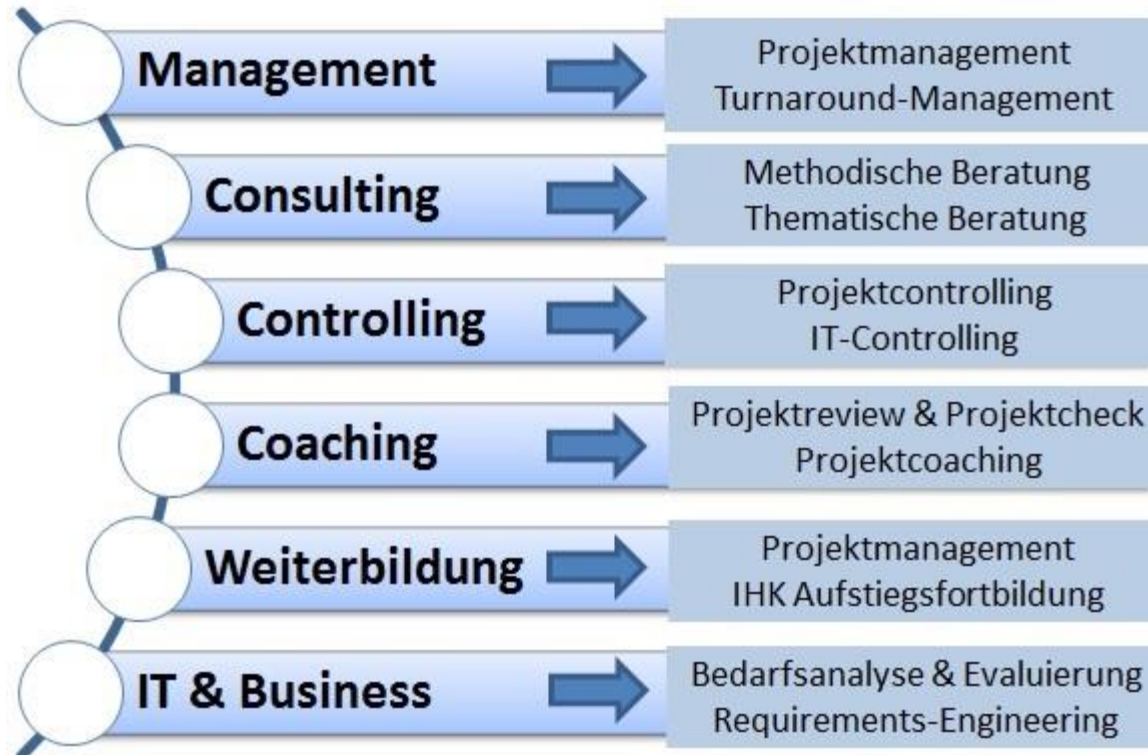 Management
Projektmanagement
Turnaround-Management
Consulting
Methodische Beratung
Thematische Beratung
Controlling
Projektcontrolling
IT-Controlling
Coaching
Projektreview & Projektcheck
Projektcoaching
Weiterbildung
Projektmanagement
IHK Aufstiegsfortbildung
IT & Business
Bedarfsanalyse & Evaluierung
Requirements-Engineering